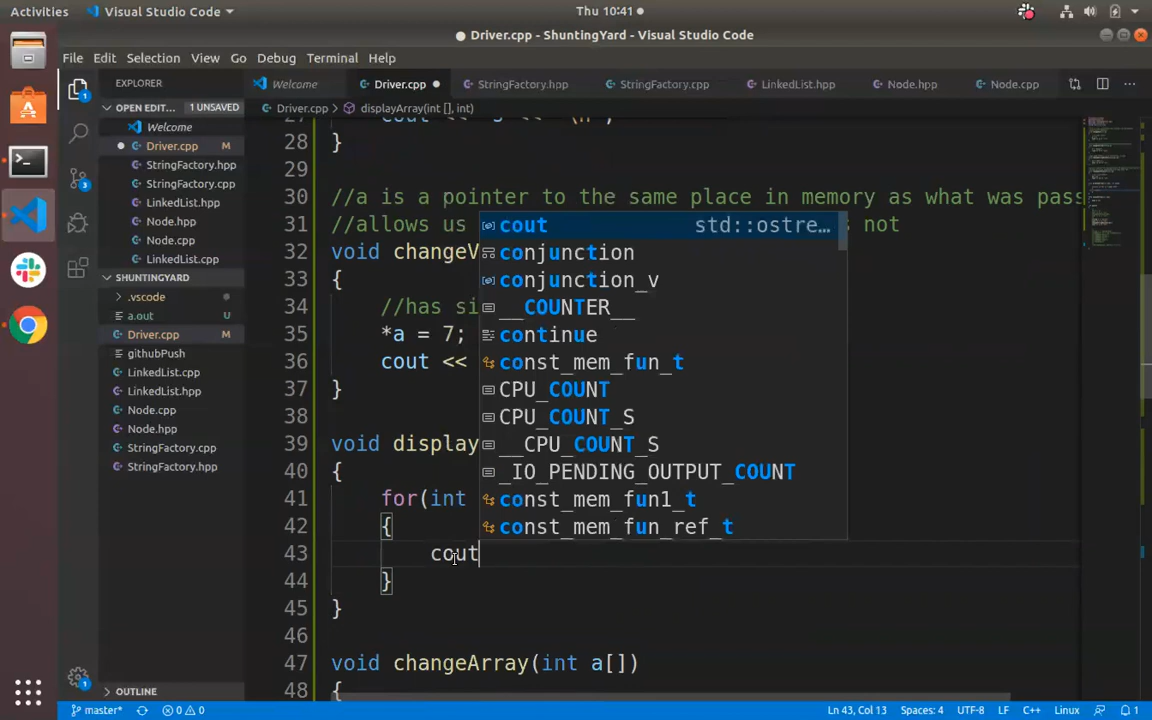 Activities
Visual Studio Code
Thu 10:41
Driver.cpp - ShuntingYard - Visual Studio Code
File Edit Selection View Go Debug Terminal Help
EXPLORER
Welcome
Driver.cpp
StringFactory.hpp
StringFactory.cpp
LinkedList.hpp
Node.hpp
Node.cpp
OPEN EDIT... 1 UNSAVED
Welcome
Driver.cpp M
StringFactory.hpp
StringFactory.cpp
LinkedList.hpp
Node.hpp
Node.cpp
LinkedList.cpp
SHUNTINGYARD
.vscode
a.out U
Driver.cpp M
githubPush
LinkedList.cpp
LinkedList.hpp
Node.cpp
Node.hpp
StringFactory.cpp
StringFactory.hpp
OUTLINE
Driver.cpp > displayArray(int [], int)
28 }
29
30 //a is a pointer to the same place in memory as what was pass
31 //allows us not
32 void changeV
33 {
34 //has si
35 *a = 7;
36 cout <<
37 }
38
39 void display
40 {
41 for(int
42 {
43 cout
44 }
45 }
46
47 void changeArray(int a[])
48 {
cout std::ostre...
conjunction
conjunction_v
__COUNTER__
continue
const_mem_fun_t
CPU_COUNT
CPU_COUNT_S
__CPU_COUNT_S
_IO_PENDING_OUTPUT_COUNT
const_mem_fun1_t
const_mem_fun_ref_t
1
3
1
master* 0 0 Ln 43, Col 13 Spaces: 4 UTF-8 LF C++ Linux 1